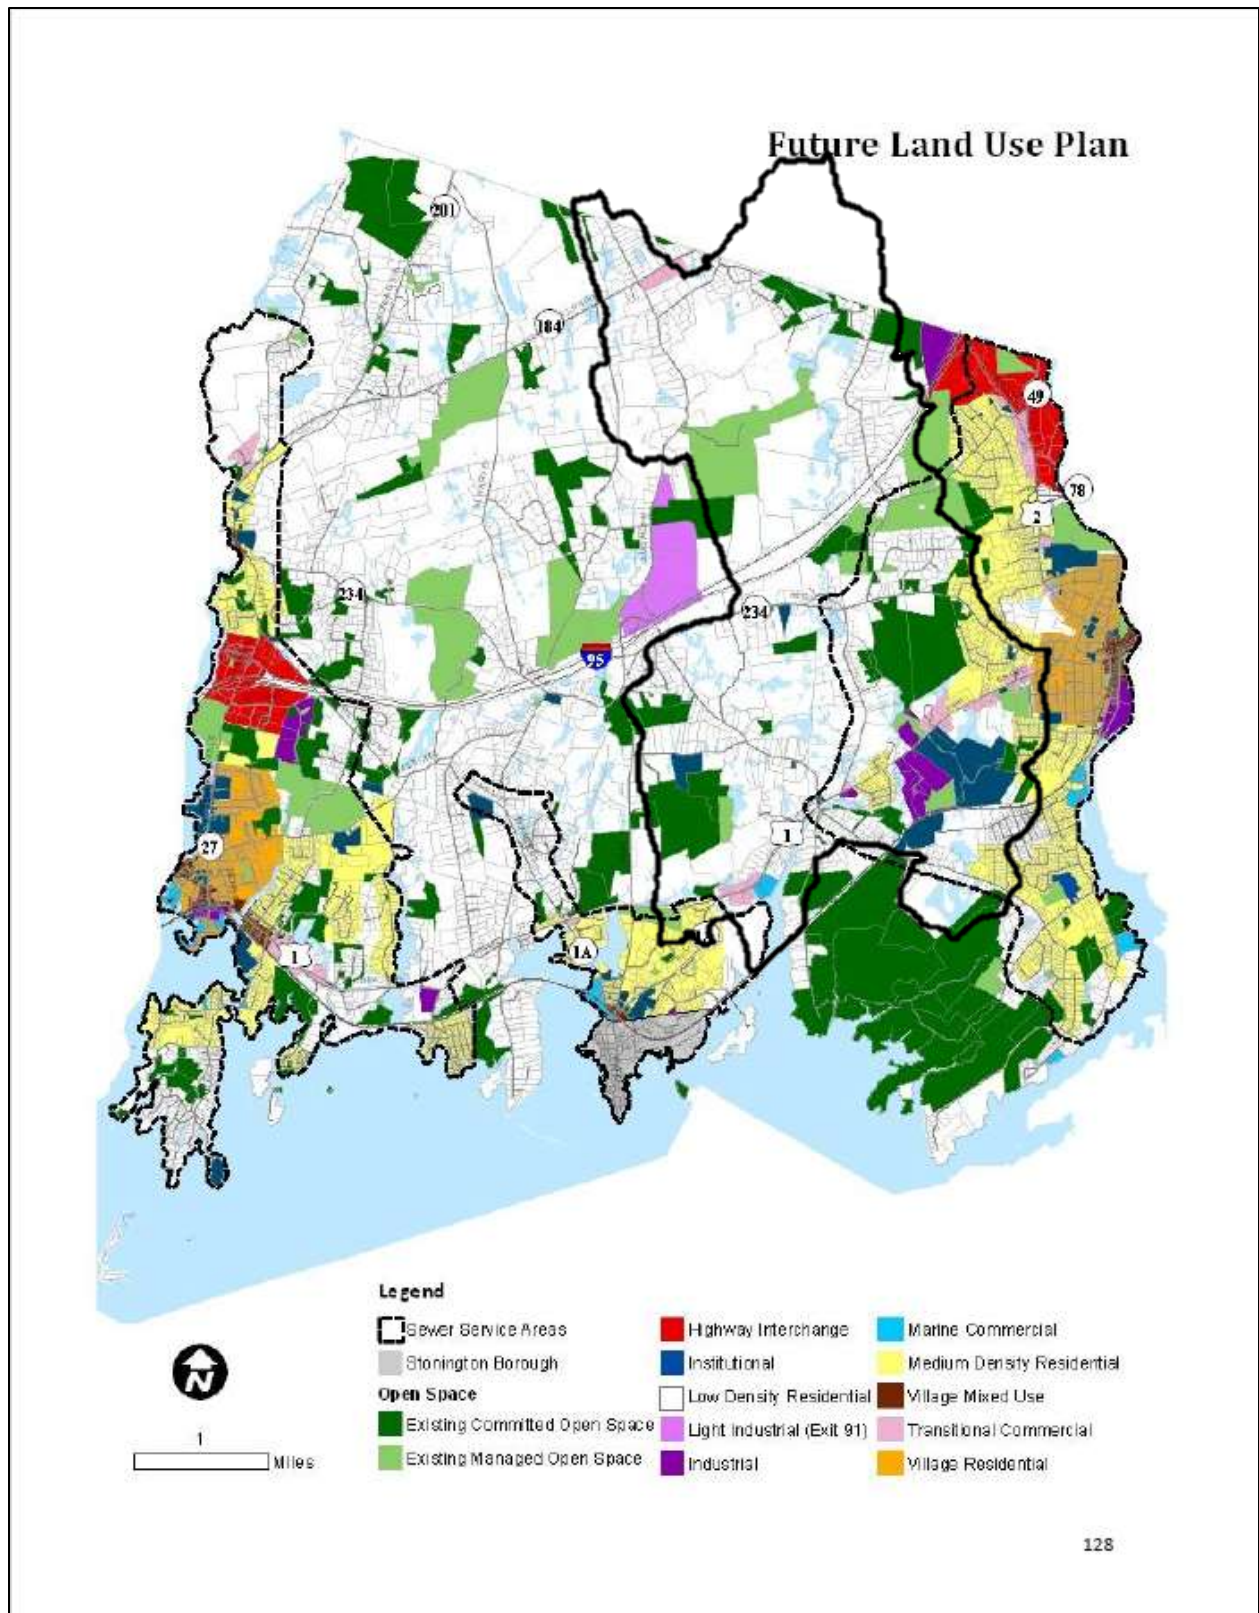 Future Land Use Plan
201
184
49
78
2
234
234
95
27
1
1
1A
Legend
Sewer Service Areas
Stonington Borough
Open Space
Existing Committed Open Space
Existing Managed Open Space
Highway Interchange
Institutional
Low Density Residential
Light Industrial (Exit 91)
Industrial
Marine Commercial
Medium Density Residential
Village Mixed Use
Transitional Commercial
Village Residential
N
1
Miles
128